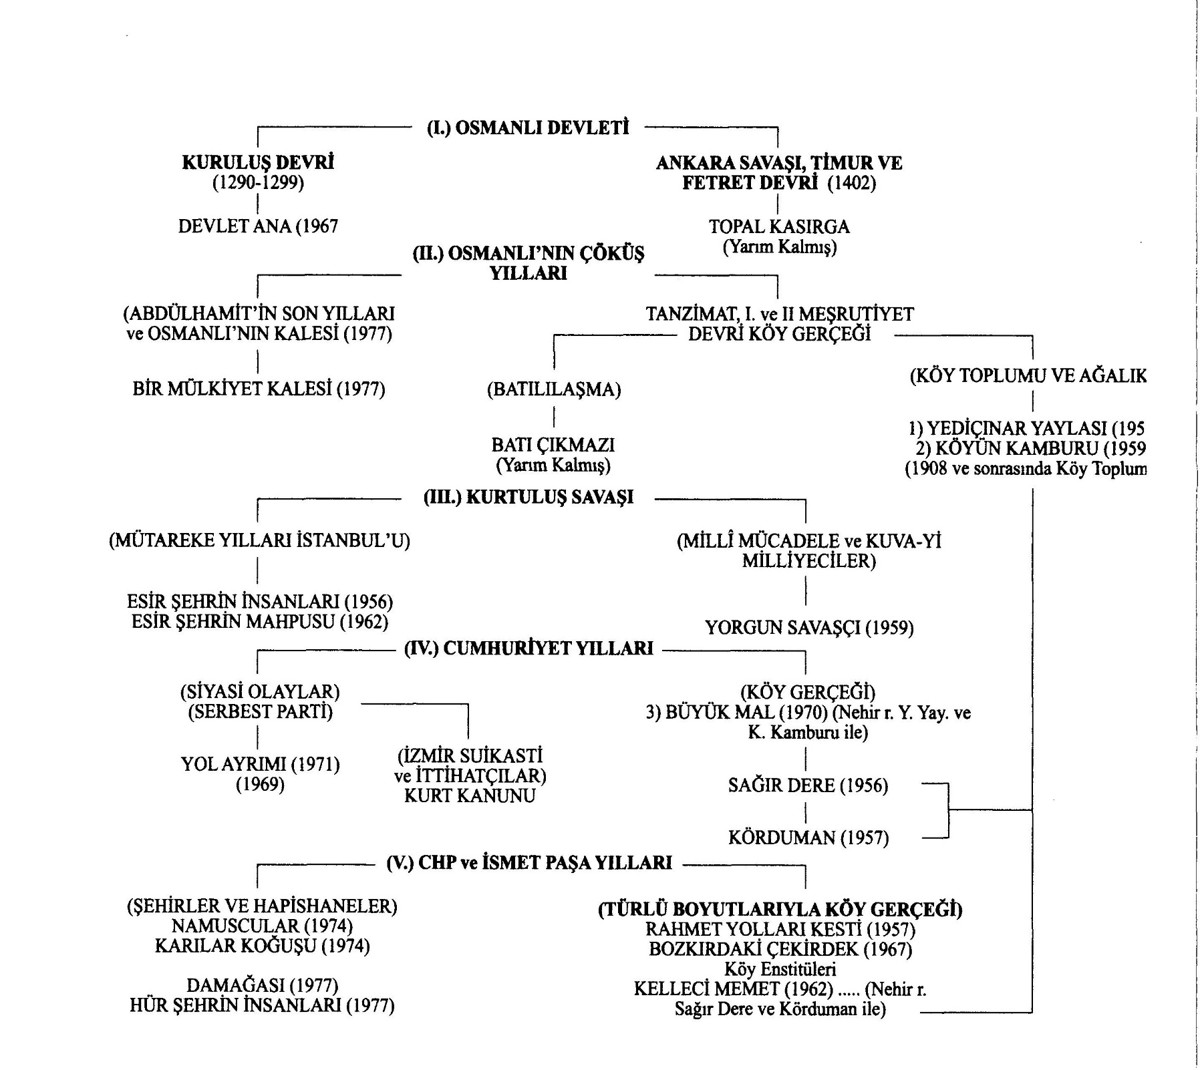 (I.) OSMANLI DEVLETİ
KURULUŞ DEVRİ
(1290-1299)
DEVLET ANA (1967
ANKARA SAVAŞI, TİMUR VE
FETRET DEVRİ (1402)
TOPAL KASIRGA
(Yarım Kalmış)
(II.) OSMANLI'NIN ÇÖKÜŞ
YILLARI
(ABDÜLHAMİT'İN SON YILLARI
ve OSMANLI'NIN KALESİ (1977)
BİR MÜLKİYET KALESİ (1977)
TANZİMAT, I. ve II MEŞRUTİYET
DEVRİ KÖY GERÇEĞİ
(BATILILAŞMA)
BATI ÇIKMAZI
(Yarım Kalmış)
(KÖY TOPLUMU VE AĞALIK
1) YEDİÇINAR YAYLASI (195
2) KÖYÜN KAMBURU (1959
(1908 ve sonrasında Köy Toplum
(III.) KURTULUŞ SAVAŞI
(MÜTAREKE YILLARI İSTANBUL'U)
ESİR ŞEHRİN İNSANLARI (1956)
ESİR ŞEHRİN MAHPUSU (1962)
(MİLLÎ MÜCADELE ve KUVA-Yİ
MİLLİYECİLER)
YORGUN SAVAŞÇI (1959)
(IV.) CUMHURİYET YILLARI
(SİYASİ OLAYLAR)
(SERBEST PARTİ)
YOL AYRIMI (1971)
(1969)
(İZMİR SUİKASTİ
ve İTTİHATÇILAR)
KURT KANUNU
(KÖY GERÇEĞİ)
3) BÜYÜK MAL (1970) (Nehir r. Y. Yay. ve
K. Kamburu ile)
SAĞIR DERE (1956)
KÖRDUMAN (1957)
(V.) CHP ve İSMET PAŞA YILLARI
(ŞEHİRLER VE HAPİSHANELER)
NAMUSCULAR (1974)
KARILAR KOĞUŞU (1974)
DAMAĞASI (1977)
HÜR ŞEHRİN İNSANLARI (1977)
(TÜRLÜ BOYUTLARIYLA KÖY GERÇEĞİ)
RAHMET YOLLARI KESTİ (1957)
BOZKIRDAKİ ÇEKİRDEK (1967)
Köy Enstitüleri
KELLECİ MEMET (1962) ..... (Nehir r.
Sağır Dere ve Körduman ile)